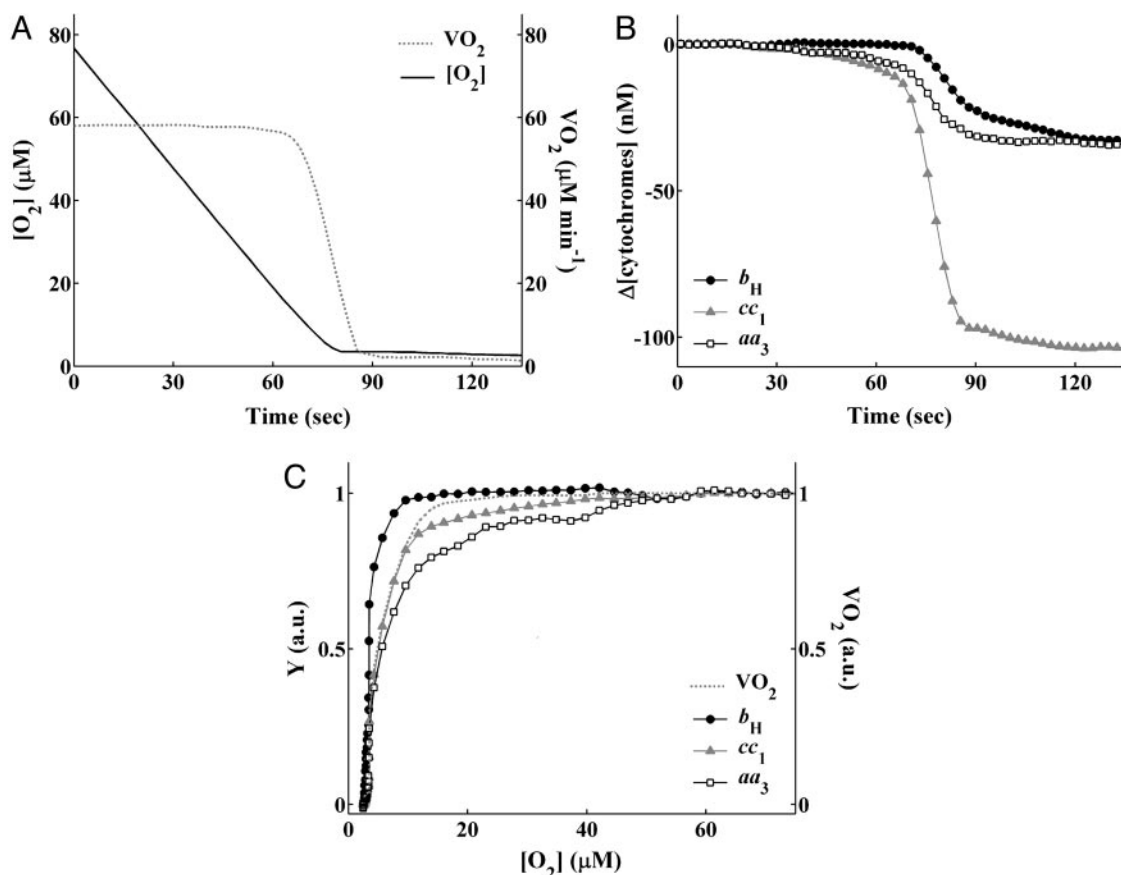 A
80
60
40
20
0
[O₂] (μM)
VO₂
[O₂]
80
60
40
20
0
VO₂ (μM min⁻¹)
0
30
60
90
120
Time (sec)
B
0
-50
-100
Δ[cytochromes] (nM)
b_H
cc₁
aa₃
0
30
60
90
120
Time (sec)
C
1
0.5
0
Y (a.u.)
1
0.5
0
VO₂ (a.u.)
VO₂
b_H
cc₁
aa₃
0
20
40
60
[O₂] (μM)